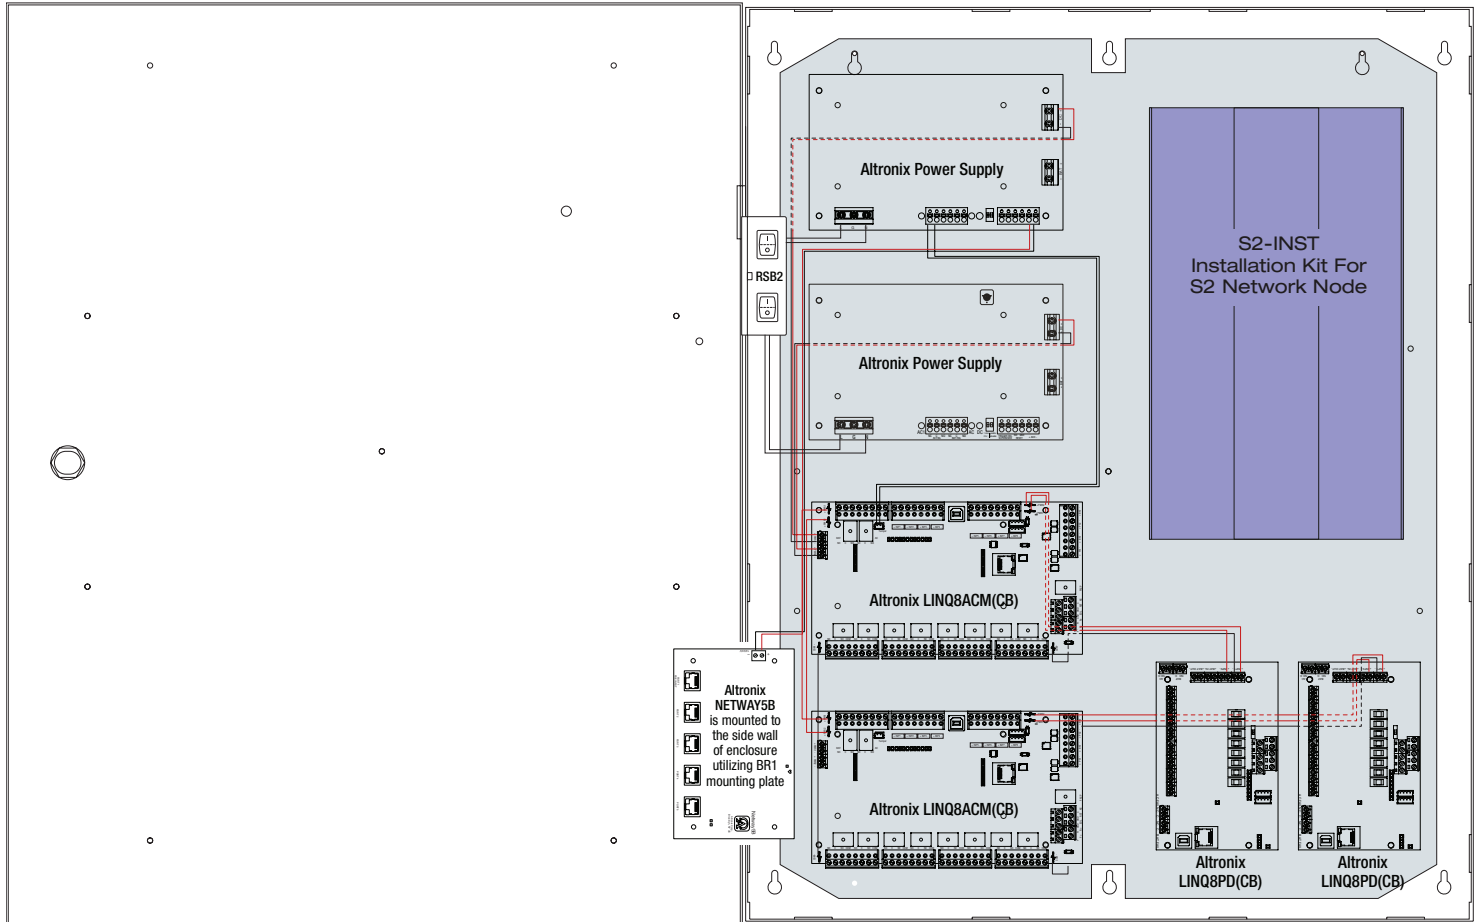 Altronix Power Supply
S2-INST
Installation Kit For
S2 Network Node
RSB2
Altronix Power Supply
Altronix LINQ8ACM(CB)
Altronix
NETWAY5B
is mounted to
the side wall
of enclosure
utilizing BR1
mounting plate
Altronix LINQ8ACM(CB)
Altronix
LINQ8PD(CB)
Altronix
LINQ8PD(CB)